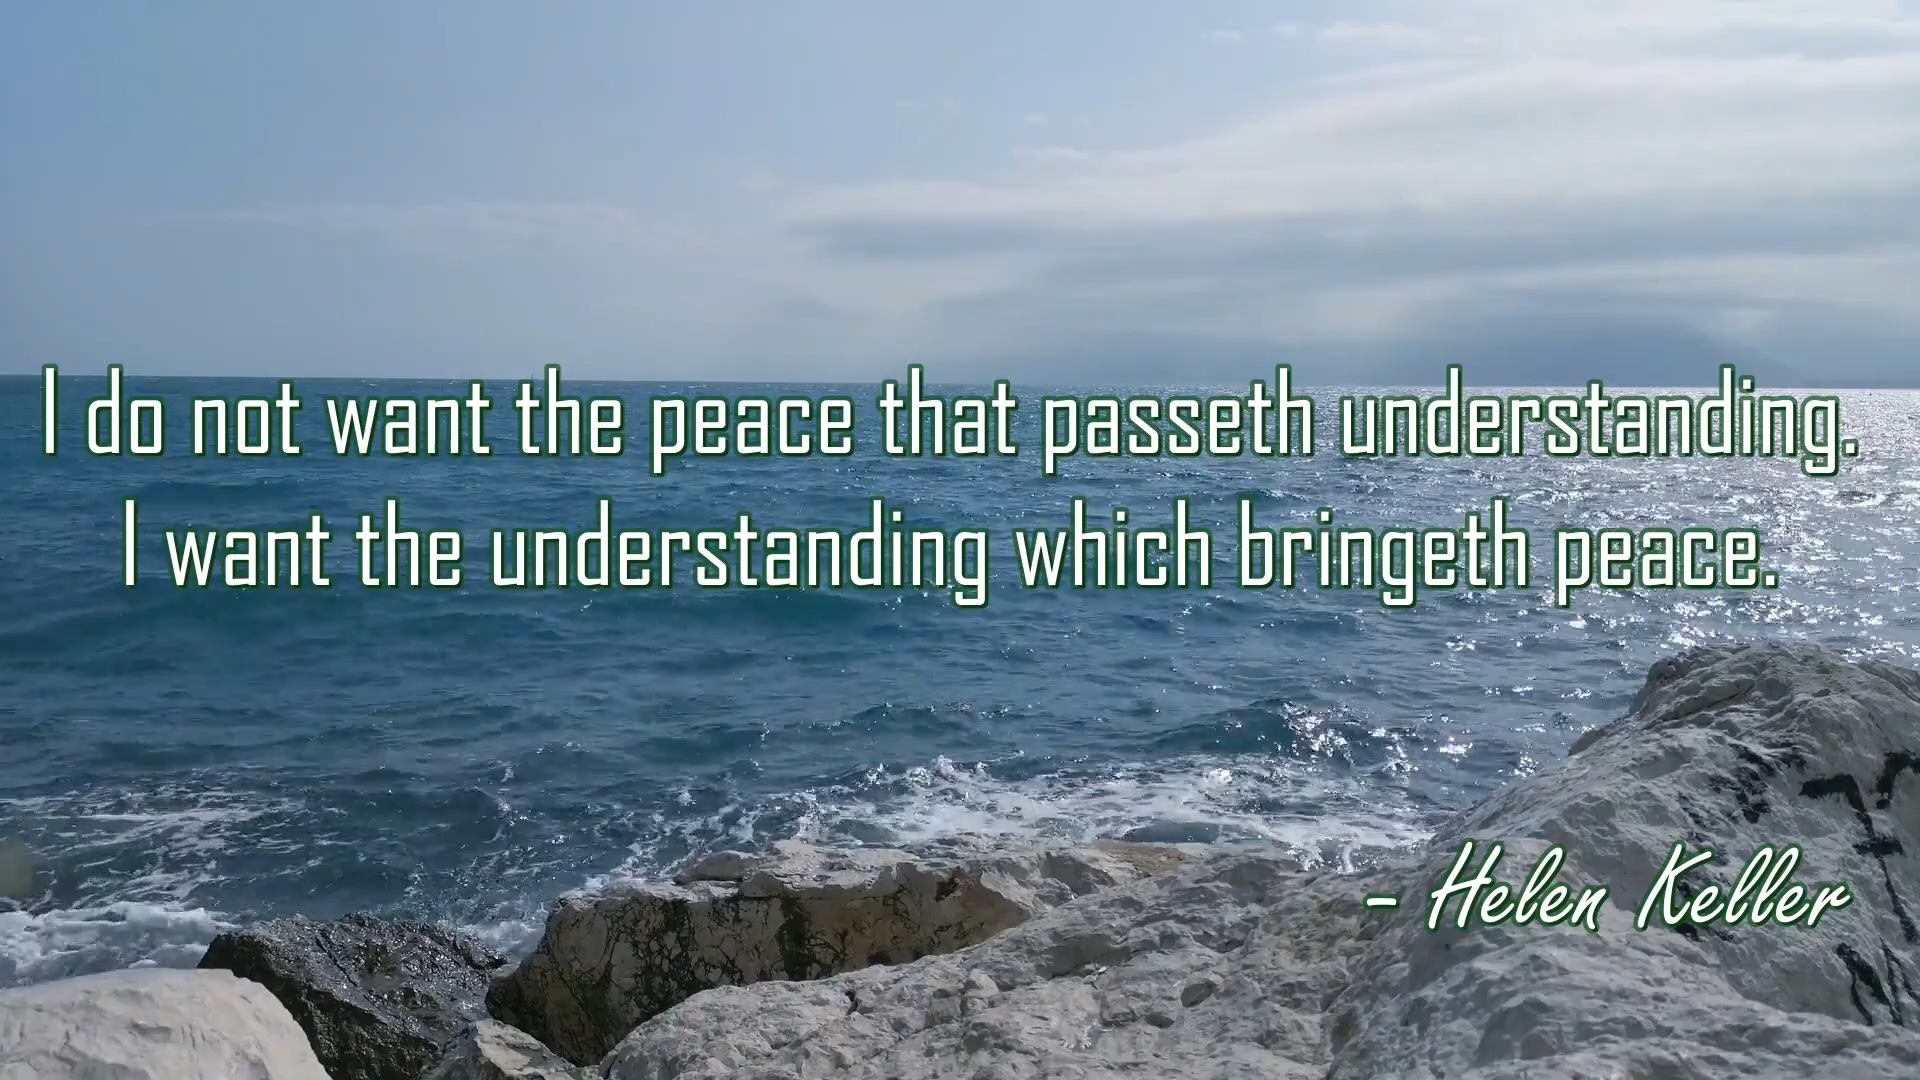 I do not want the peace that passeth understanding.
I want the understanding which bringeth peace.
- Helen Keller